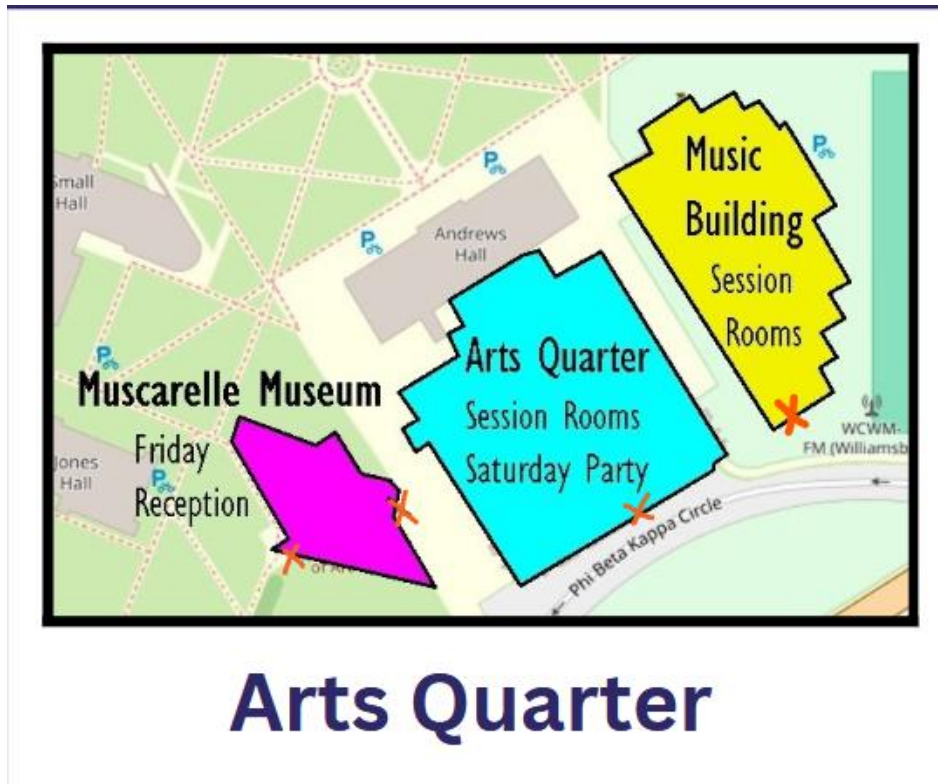 Small
Hall
P
P
P
P
P
Andrews
Hall
Music
Building
Session
Rooms
Arts Quarter
Session Rooms
Saturday Party
Muscarelle Museum
Friday
Reception
Jones
Hall
WCWM-
FM (Williamsb
Phi Beta Kappa Circle
Arts Quarter